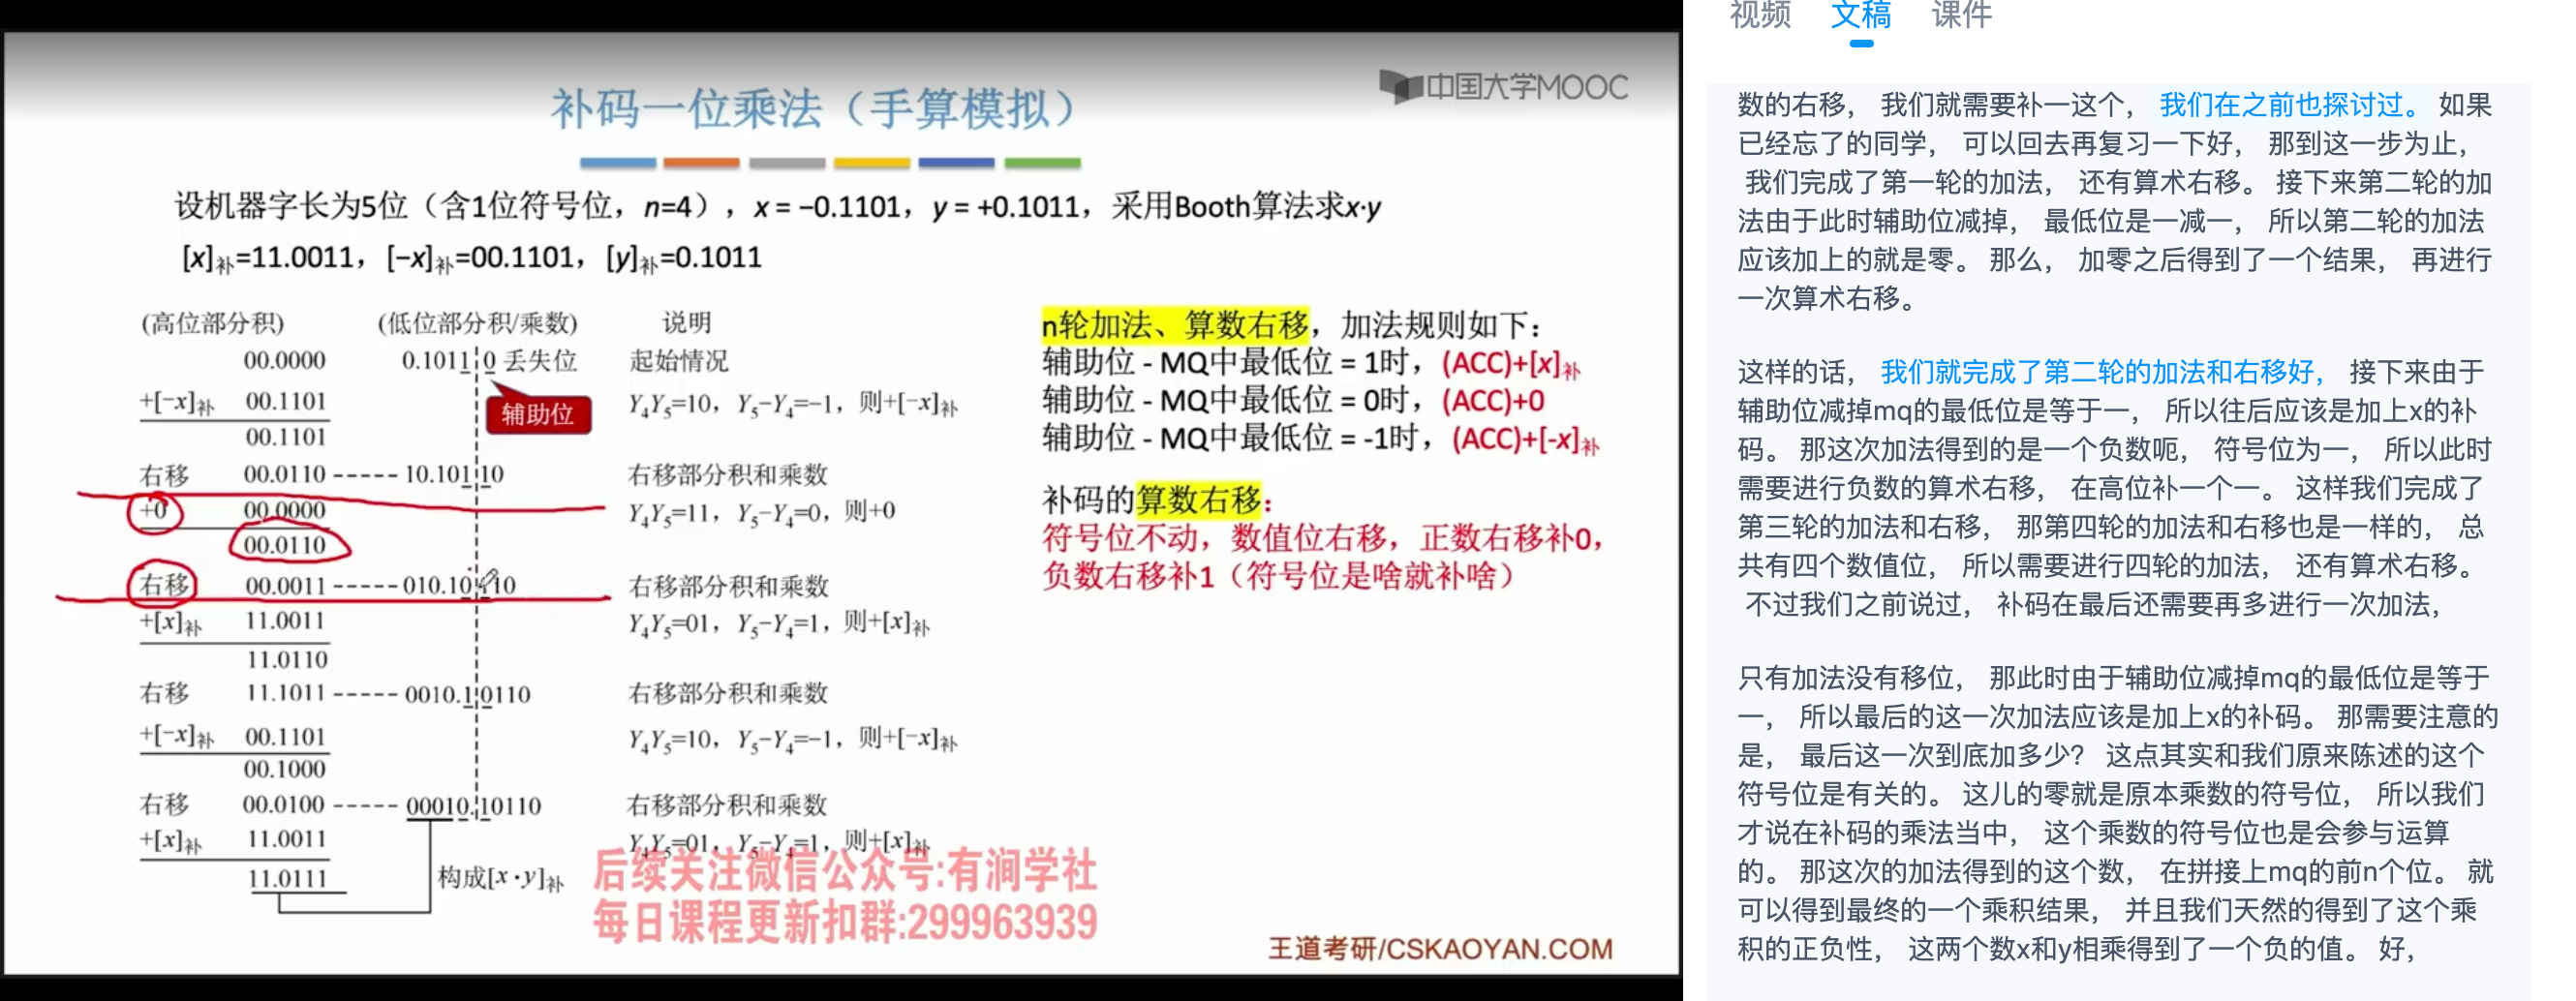 中国大学MOOC
补码一位乘法（手算模拟）
设机器字长为5位（含1位符号位，n=4），x = −0.1101，y = +0.1011，采用Booth算法求x·y
[x]补=11.0011，[−x]补=00.1101，[y]补=0.1011
(高位部分积) (低位部分积/乘数) 说明
00.0000 0.1011 0 丢失位 起始情况
+[−x]补 00.1101 辅助位 Y4Y5=10，Y5−Y4=−1，则+[−x]补
00.1101
右移 00.0110 ----- 10.101 10 右移部分积和乘数
+0 00.0000 Y4Y5=11，Y5−Y4=0，则+0
00.0110
右移 00.0011 ----- 010.10 110 右移部分积和乘数
+[x]补 11.0011 Y4Y5=01，Y5−Y4=1，则+[x]补
11.0110
右移 11.1011 ----- 0010.1 0110 右移部分积和乘数
+[−x]补 00.1101 Y4Y5=10，Y5−Y4=−1，则+[−x]补
00.1000
右移 00.0100 ----- 00010. 10110 右移部分积和乘数
+[x]补 11.0011 Y4Y5=01，Y5−Y4=1，则+[x]补
11.0111 构成[x·y]补
n轮加法、算数右移，加法规则如下：
辅助位 - MQ中最低位 = 1时，(ACC)+[x]补
辅助位 - MQ中最低位 = 0时，(ACC)+0
辅助位 - MQ中最低位 = -1时，(ACC)+[-x]补
补码的算数右移：
符号位不动，数值位右移，正数右移补0，
负数右移补1（符号位是啥就补啥）
后续关注微信公众号:有涧学社
每日课程更新扣群:299963939
王道考研/CSKAOYAN.COM
视频 文稿 课件
数的右移， 我们就需要补一这个， 我们在之前也探讨过。 如果
已经忘了的同学， 可以回去再复习一下好， 那到这一步为止，
我们完成了第一轮的加法， 还有算术右移。 接下来第二轮的加
法由于此时辅助位减掉， 最低位是一减一， 所以第二轮的加法
应该加上的就是零。 那么， 加零之后得到了一个结果， 再进行
一次算术右移。
这样的话， 我们就完成了第二轮的加法和右移好， 接下来由于
辅助位减掉mq的最低位是等于一， 所以往后应该是加上x的补
码。 那这次加法得到的是一个负数呃， 符号位为一， 所以此时
需要进行负数的算术右移， 在高位补一个一。 这样我们完成了
第三轮的加法和右移， 那第四轮的加法和右移也是一样的， 总
共有四个数值位， 所以需要进行四轮的加法， 还有算术右移。
不过我们之前说过， 补码在最后还需要再多进行一次加法，
只有加法没有移位， 那此时由于辅助位减掉mq的最低位是等于
一， 所以最后的这一次加法应该是加上x的补码。 那需要注意的
是， 最后这一次到底加多少？ 这点其实和我们原来陈述的这个
符号位是有关的。 这儿的零就是原本乘数的符号位， 所以我们
才说在补码的乘法当中， 这个乘数的符号位也是会参与运算
的。 那这次的加法得到的这个数， 在拼接上mq的前n个位。 就
可以得到最终的一个乘积结果， 并且我们天然的得到了这个乘
积的正负性， 这两个数x和y相乘得到了一个负的值。 好，